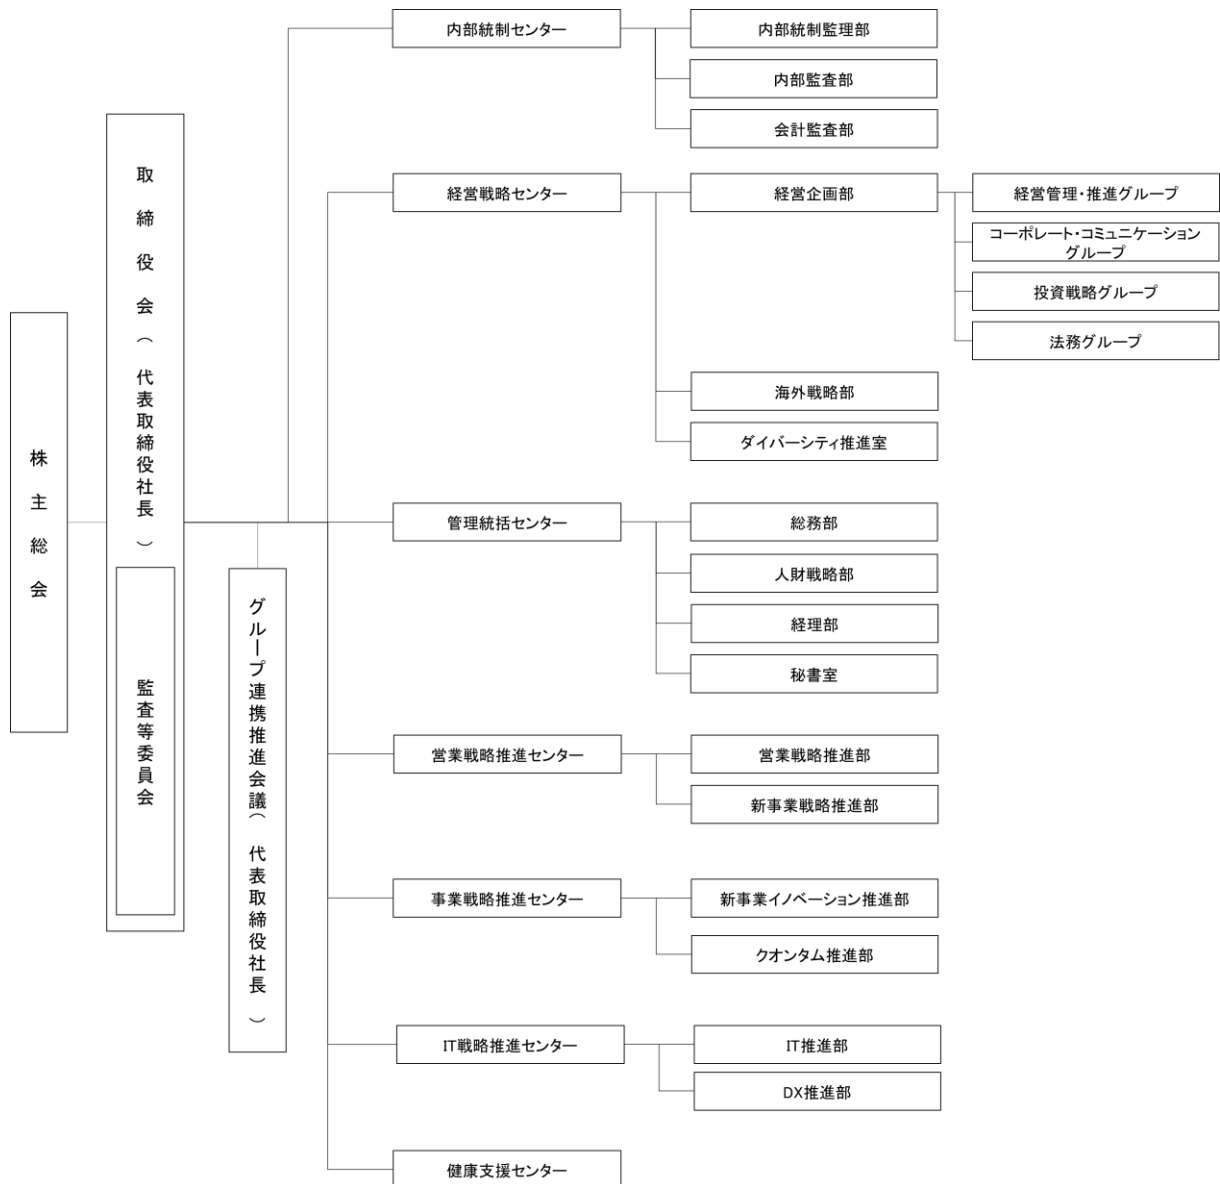 株主総会
取締役会（代表取締役社長）
監査等委員会
グループ連携推進会議（代表取締役社長）
内部統制センター
内部統制監理部
内部監査部
会計監査部
経営戦略センター
経営企画部
経営管理・推進グループ
コーポレート・コミュニケーション
グループ
投資戦略グループ
法務グループ
海外戦略部
ダイバーシティ推進室
管理統括センター
総務部
人財戦略部
経理部
秘書室
営業戦略推進センター
営業戦略推進部
新事業戦略推進部
事業戦略推進センター
新事業イノベーション推進部
クオンタム推進部
IT戦略推進センター
IT推進部
DX推進部
健康支援センター